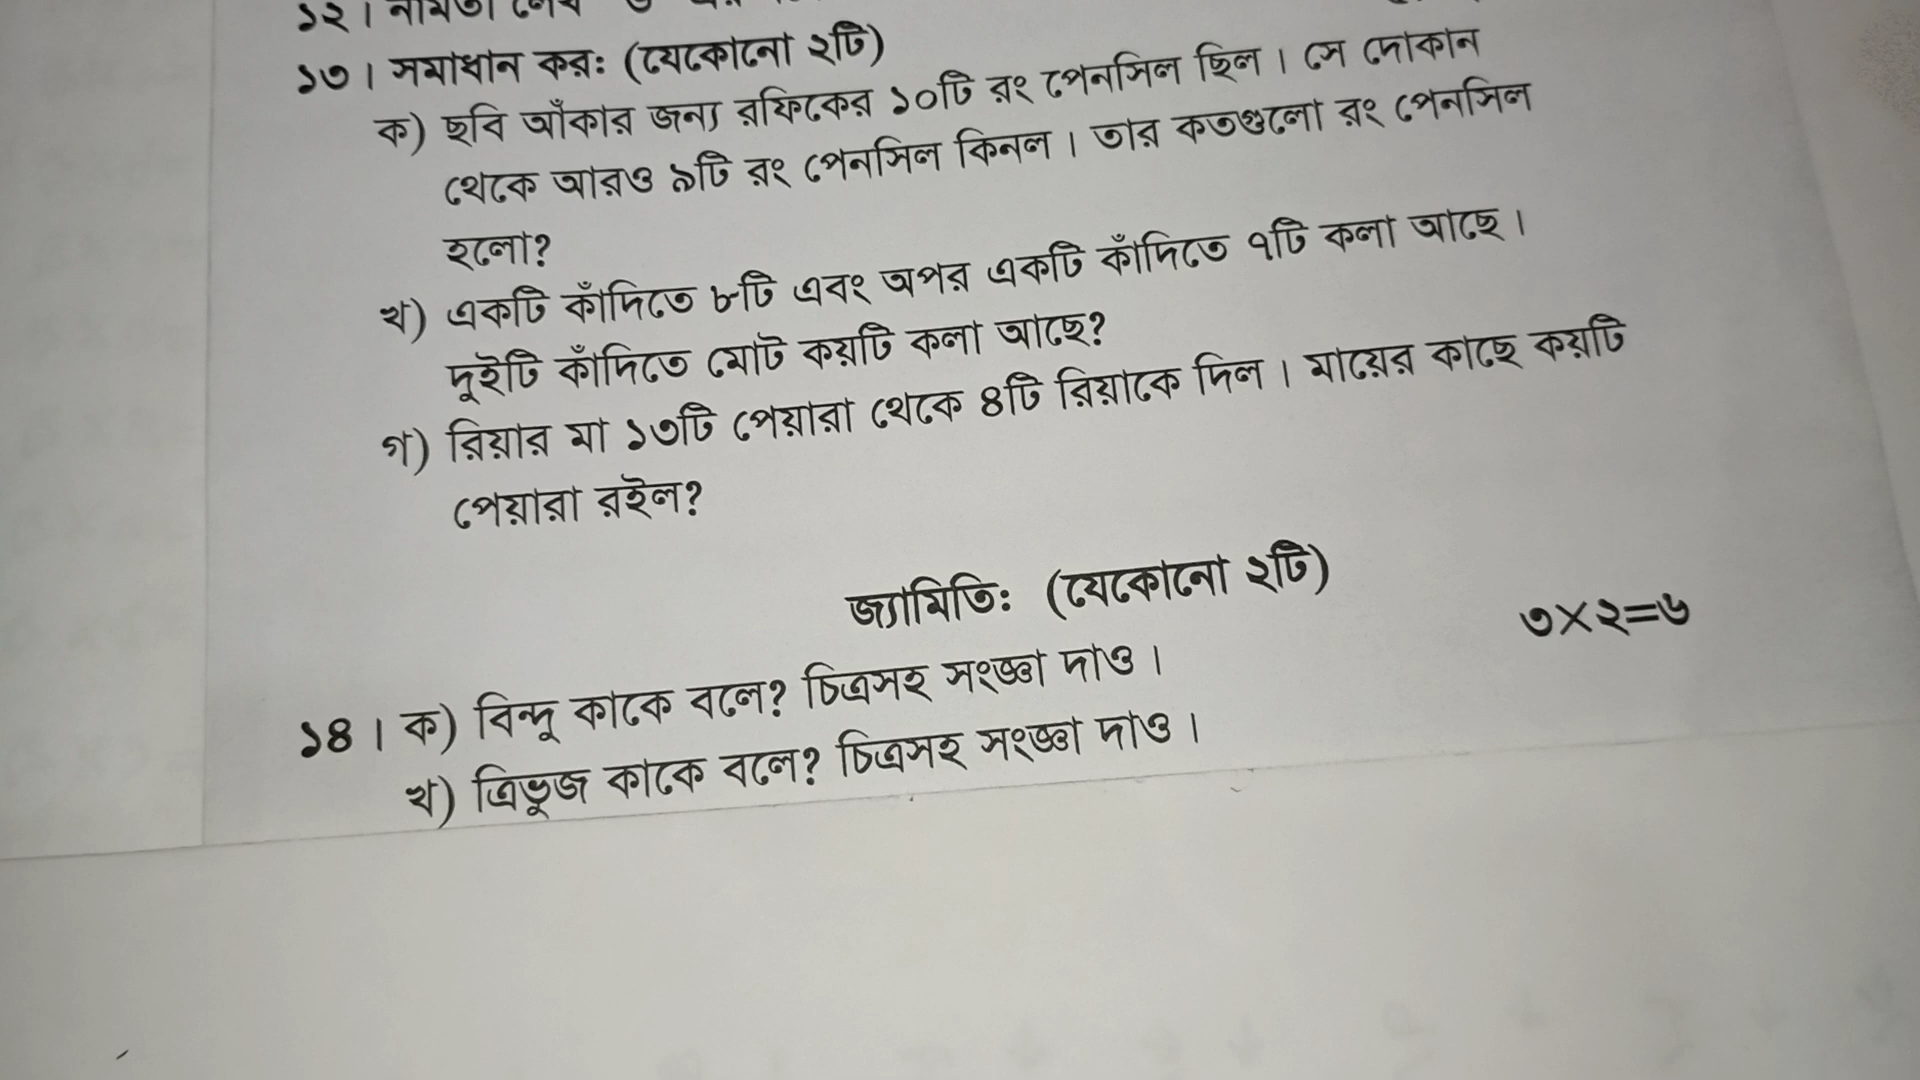 ১২। নামতা লেখ
১৩। সমাধান কর: (যেকোনো ২টি)
ক) ছবি আঁকার জন্য রফিকের ১০টি রং পেনসিল ছিল। সে দোকান
থেকে আরও ৯টি রং পেনসিল কিনল। তার কতগুলো রং পেনসিল
হলো?
খ) একটি কাঁদিতে ৮টি এবং অপর একটি কাঁদিতে ৭টি কলা আছে।
দুইটি কাঁদিতে মোট কয়টি কলা আছে?
গ) রিয়ার মা ১৩টি পেয়ারা থেকে ৪টি রিয়াকে দিল। মায়ের কাছে কয়টি
পেয়ারা রইল?
জ্যামিতি: (যেকোনো ২টি)
৩×২=৬
১৪। ক) বিন্দু কাকে বলে? চিত্রসহ সংজ্ঞা দাও।
খ) ত্রিভুজ কাকে বলে? চিত্রসহ সংজ্ঞা দাও।